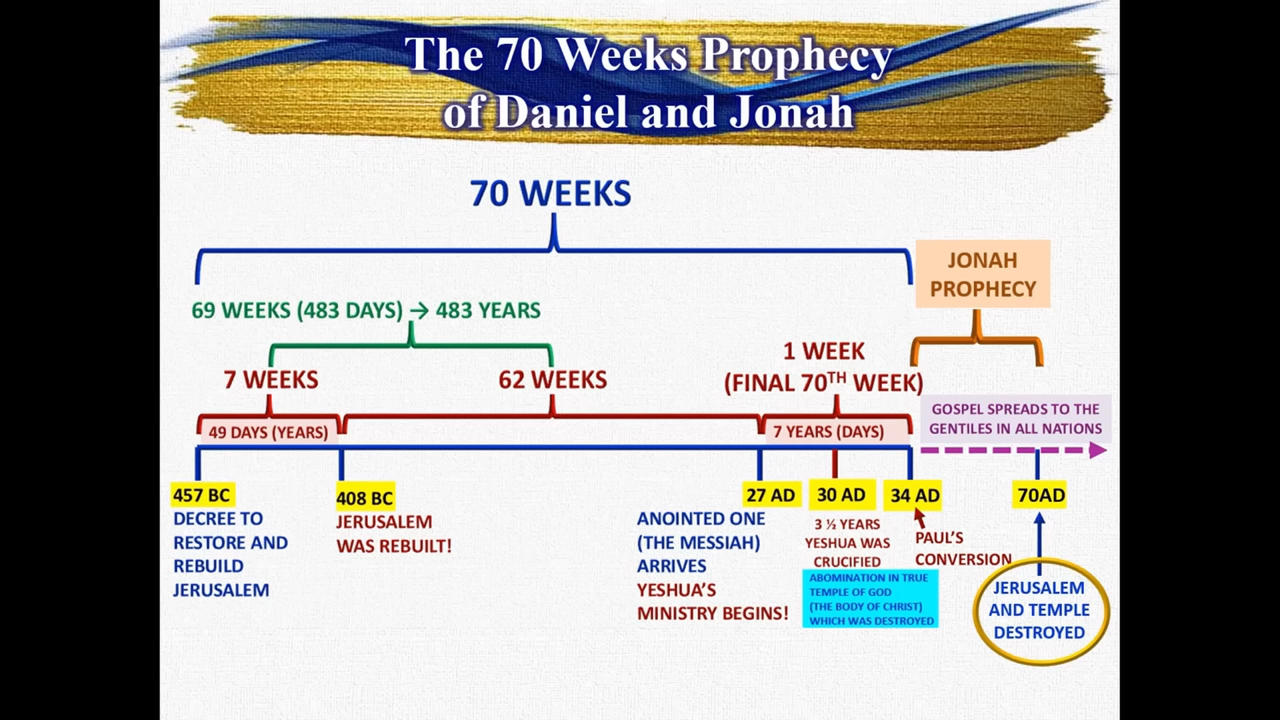 The 70 Weeks Prophecy
of Daniel and Jonah
70 WEEKS
JONAH
PROPHECY
69 WEEKS (483 DAYS) → 483 YEARS
1 WEEK
(FINAL 70TH WEEK)
7 WEEKS
62 WEEKS
GOSPEL SPREADS TO THE
GENTILES IN ALL NATIONS
49 DAYS (YEARS)
7 YEARS (DAYS)
457 BC
DECREE TO
RESTORE AND
REBUILD
JERUSALEM
408 BC
JERUSALEM
WAS REBUILT!
27 AD
ANOINTED ONE
(THE MESSIAH)
ARRIVES
YESHUA'S
MINISTRY BEGINS!
30 AD
3 ½ YEARS
YESHUA WAS
CRUCIFIED
ABOMINATION IN TRUE
TEMPLE OF GOD
(THE BODY OF CHRIST)
WHICH WAS DESTROYED
34 AD
PAUL'S
CONVERSION
70AD
JERUSALEM
AND TEMPLE
DESTROYED